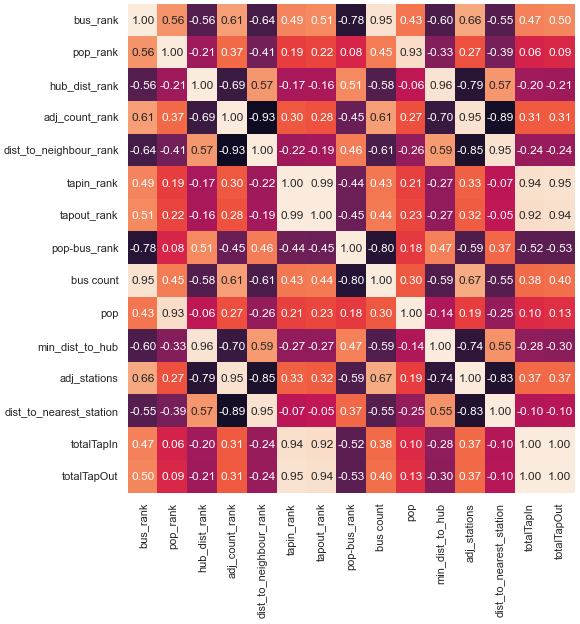 bus_rank 1.00 0.56 -0.56 0.61 -0.64 0.49 0.51 -0.78 0.95 0.43 -0.60 0.66 -0.55 0.47 0.50
pop_rank 0.56 1.00 -0.21 0.37 -0.41 0.19 0.22 0.08 0.45 0.93 -0.33 0.27 -0.39 0.06 0.09
hub_dist_rank -0.56 -0.21 1.00 -0.69 0.57 -0.17 -0.16 0.51 -0.58 -0.06 0.96 -0.79 0.57 -0.20 -0.21
adj_count_rank 0.61 0.37 -0.69 1.00 -0.93 0.30 0.28 -0.45 0.61 0.27 -0.70 0.95 -0.89 0.31 0.31
dist_to_neighbour_rank -0.64 -0.41 0.57 -0.93 1.00 -0.22 -0.19 0.46 -0.61 -0.26 0.59 -0.85 0.95 -0.24 -0.24
tapin_rank 0.49 0.19 -0.17 0.30 -0.22 1.00 0.99 -0.44 0.43 0.21 -0.27 0.33 -0.07 0.94 0.95
tapout_rank 0.51 0.22 -0.16 0.28 -0.19 0.99 1.00 -0.45 0.44 0.23 -0.27 0.32 -0.05 0.92 0.94
pop-bus_rank -0.78 0.08 0.51 -0.45 0.46 -0.44 -0.45 1.00 -0.80 0.18 0.47 -0.59 0.37 -0.52 -0.53
bus count 0.95 0.45 -0.58 0.61 -0.61 0.43 0.44 -0.80 1.00 0.30 -0.59 0.67 -0.55 0.38 0.40
pop 0.43 0.93 -0.06 0.27 -0.26 0.21 0.23 0.18 0.30 1.00 -0.14 0.19 -0.25 0.10 0.13
min_dist_to_hub -0.60 -0.33 0.96 -0.70 0.59 -0.27 -0.27 0.47 -0.59 -0.14 1.00 -0.74 0.55 -0.28 -0.30
adj_stations 0.66 0.27 -0.79 0.95 -0.85 0.33 0.32 -0.59 0.67 0.19 -0.74 1.00 -0.83 0.37 0.37
dist_to_nearest_station -0.55 -0.39 0.57 -0.89 0.95 -0.07 -0.05 0.37 -0.55 -0.25 0.55 -0.83 1.00 -0.10 -0.10
totalTapIn 0.47 0.06 -0.20 0.31 -0.24 0.94 0.92 -0.52 0.38 0.10 -0.28 0.37 -0.10 1.00 1.00
totalTapOut 0.50 0.09 -0.21 0.31 -0.24 0.95 0.94 -0.53 0.40 0.13 -0.30 0.37 -0.10 1.00 1.00
bus_rank
pop_rank
hub_dist_rank
adj_count_rank
dist_to_neighbour_rank
tapin_rank
tapout_rank
pop-bus_rank
bus count
pop
min_dist_to_hub
adj_stations
dist_to_nearest_station
totalTapIn
totalTapOut